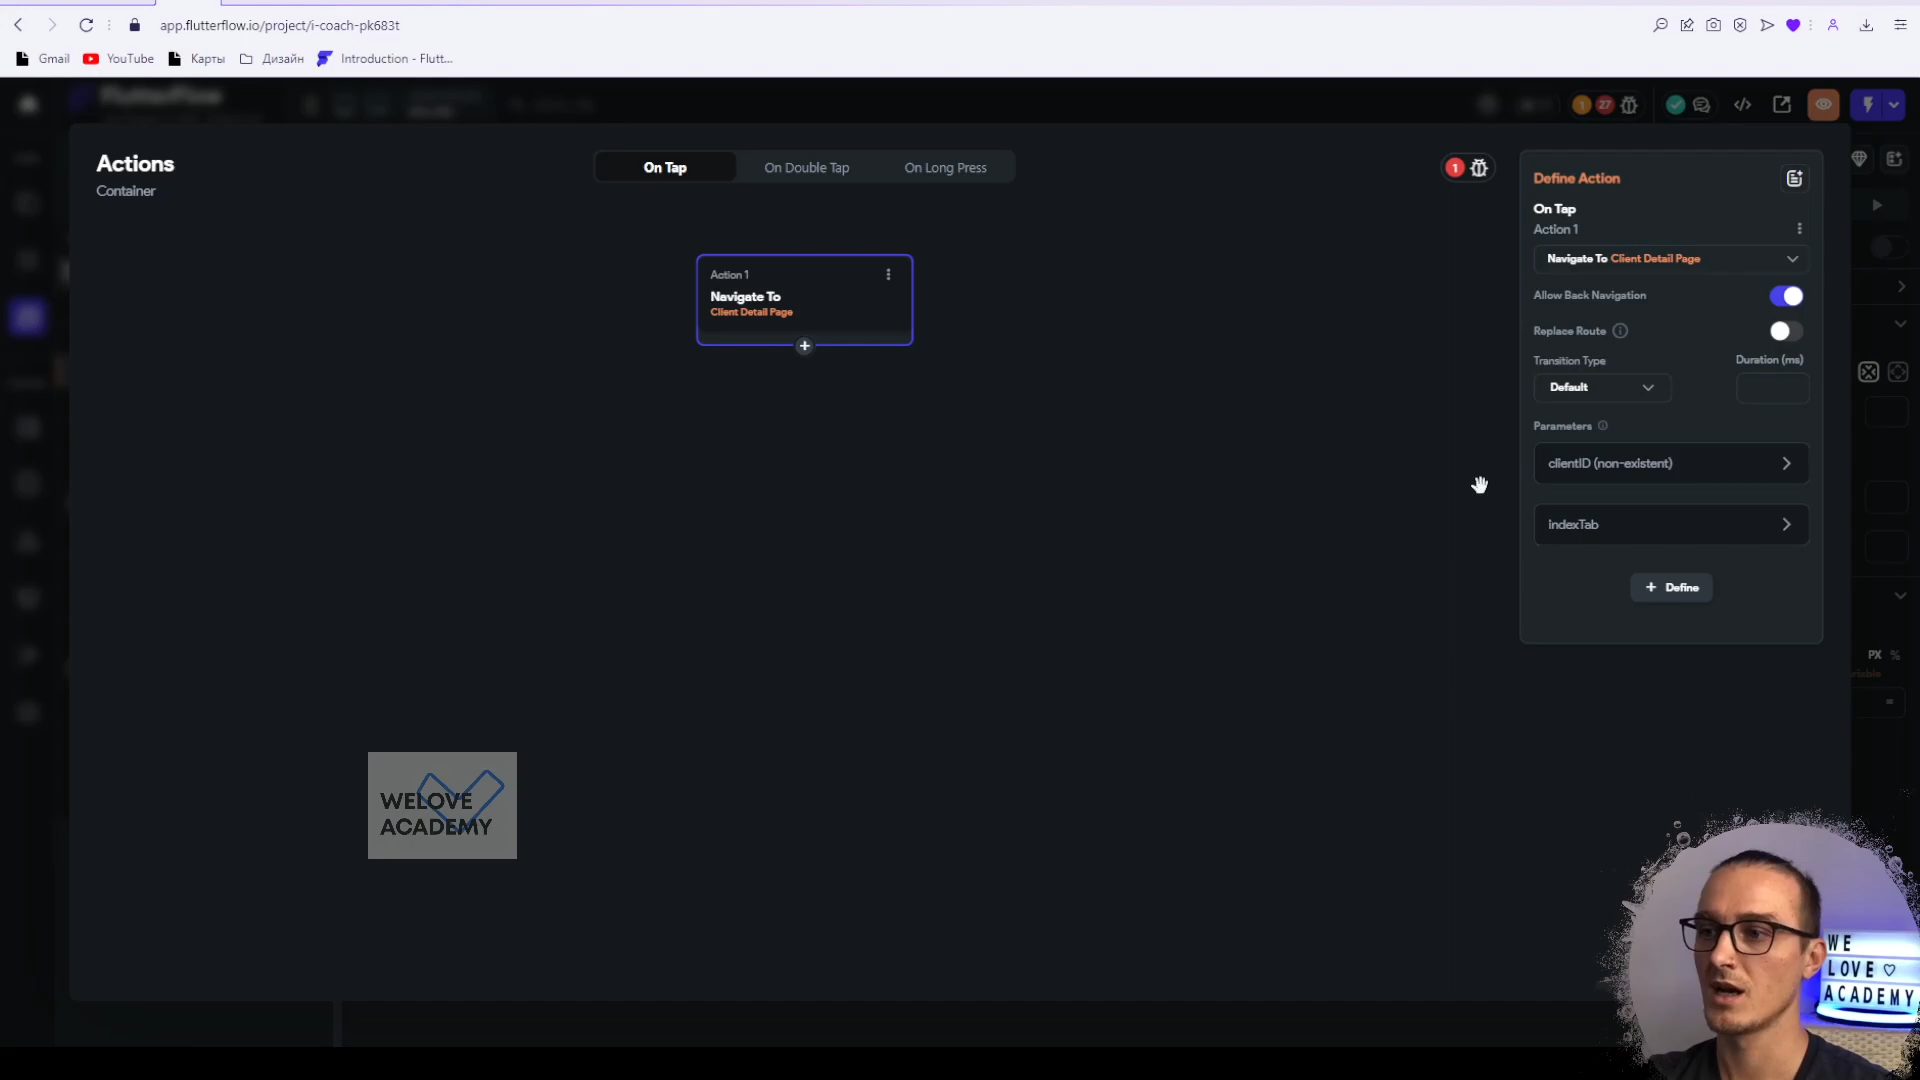 app.flutterflow.io/project/i-coach-pk683t
Gmail
YouTube
Карты
Дизайн
Introduction - Flutt...
FlutterFlow
1
27
Actions
Container
On Tap
On Double Tap
On Long Press
1
Define Action
On Tap
Action 1
Navigate To Client Detail Page
Allow Back Navigation
Replace Route
Transition Type
Duration (ms)
Default
Parameters
clientID (non-existent)
indexTab
+ Define
Action 1
Navigate To
Client Detail Page
PX %
WELOVE
ACADEMY
WE
LOVE ♡
ACADEMY